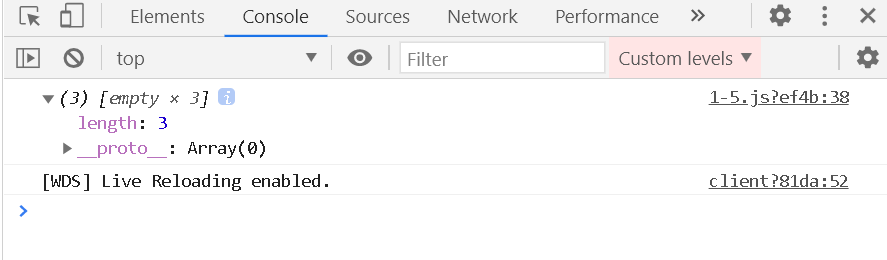 Elements Console Sources Network Performance »
top ▼ Filter Custom levels ▼
▼(3) [empty × 3] i 1-5.js?ef4b:38
length: 3
▶__proto__: Array(0)
[WDS] Live Reloading enabled. client?81da:52
>